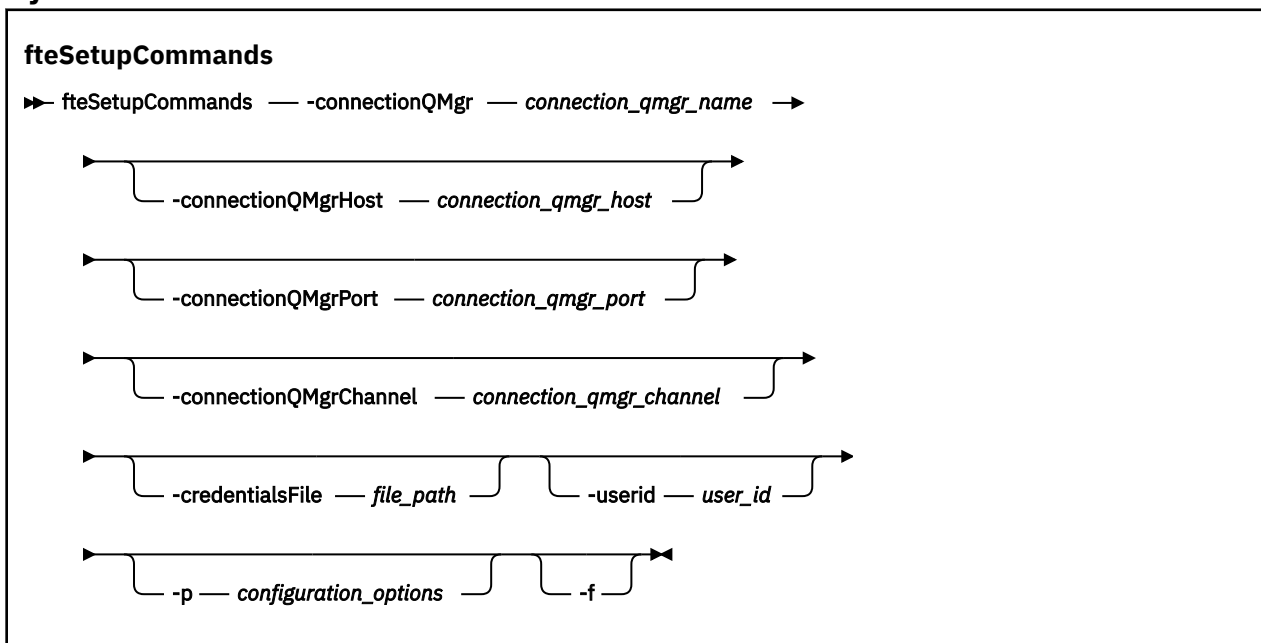 fteSetupCommands
fteSetupCommands -connectionQMgr connection_qmgr_name
-connectionQMgrHost connection_qmgr_host
-connectionQMgrPort connection_qmgr_port
-connectionQMgrChannel connection_qmgr_channel
-credentialsFile file_path -userid user_id
-p configuration_options -f